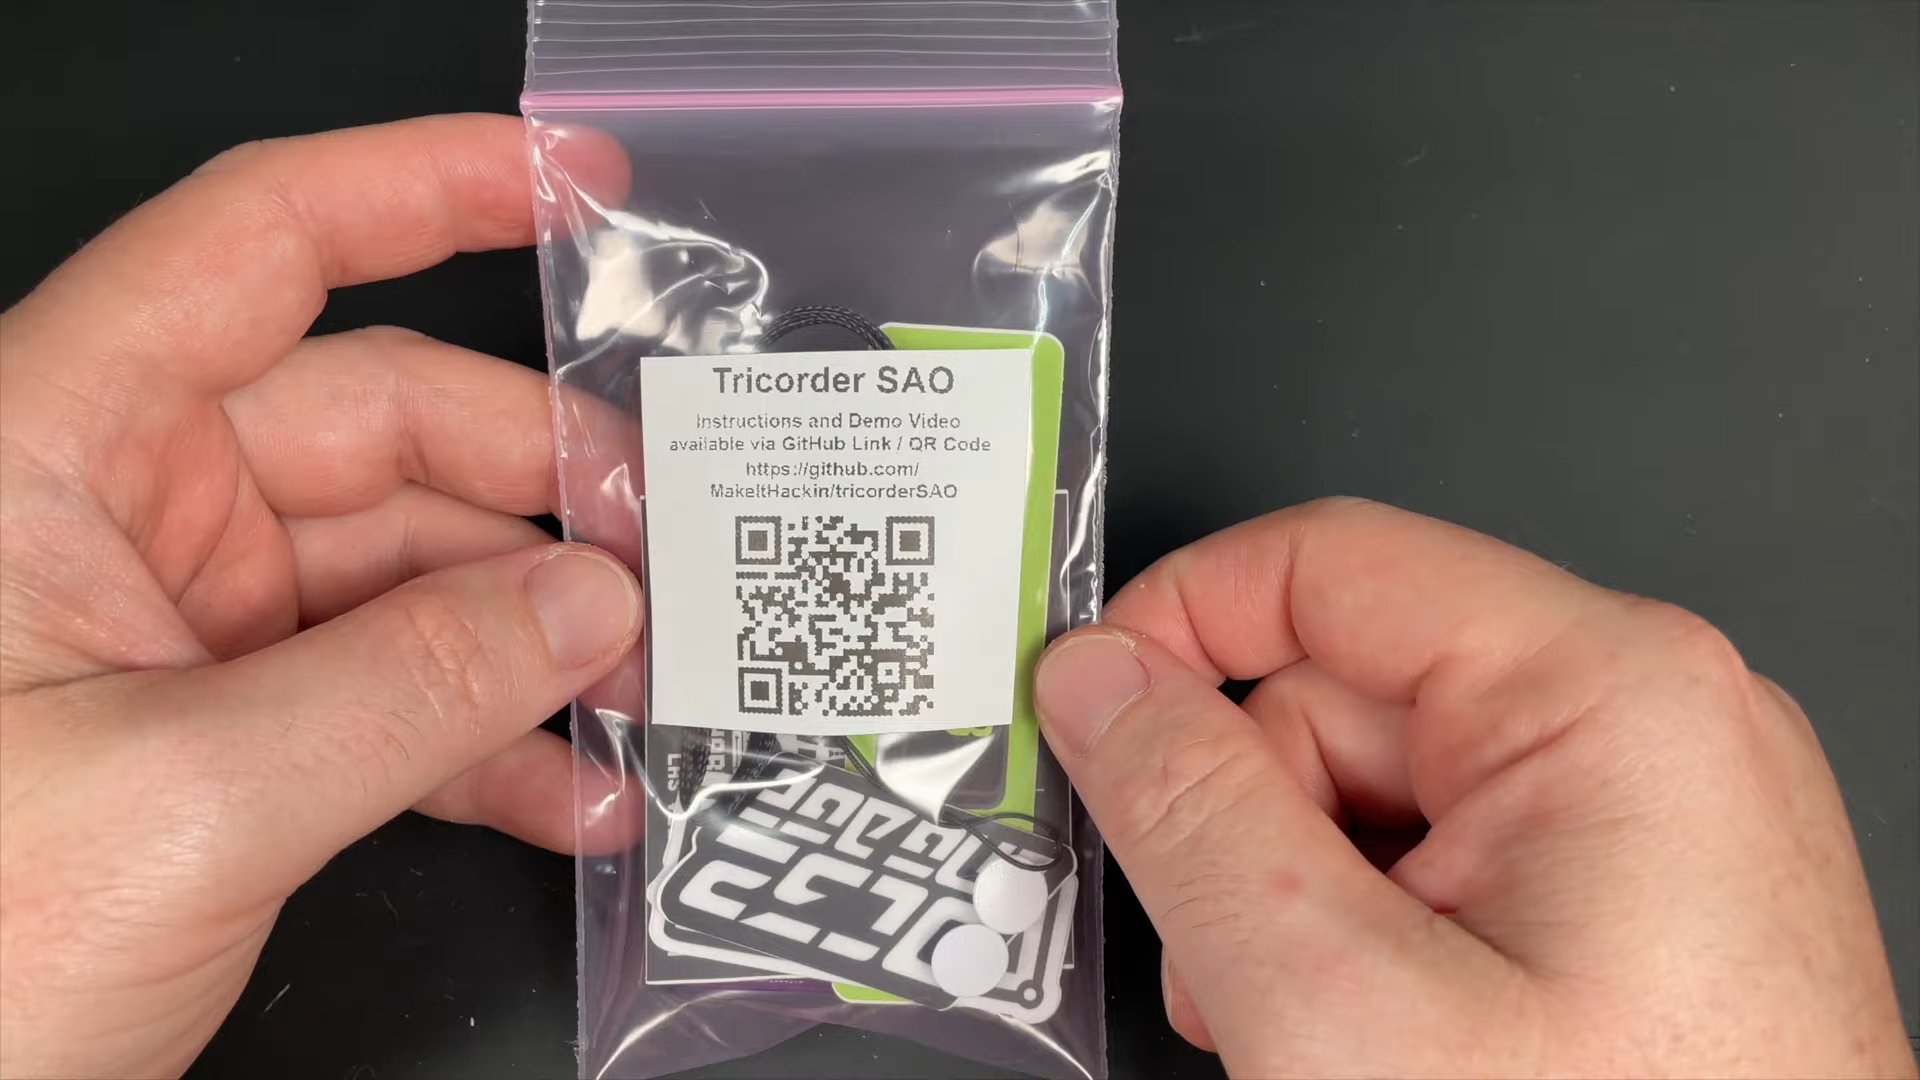 Tricorder SAO
Instructions and Demo Video
available via GitHub Link / QR Code
https://github.com/
MakeItHackin/tricorderSAO